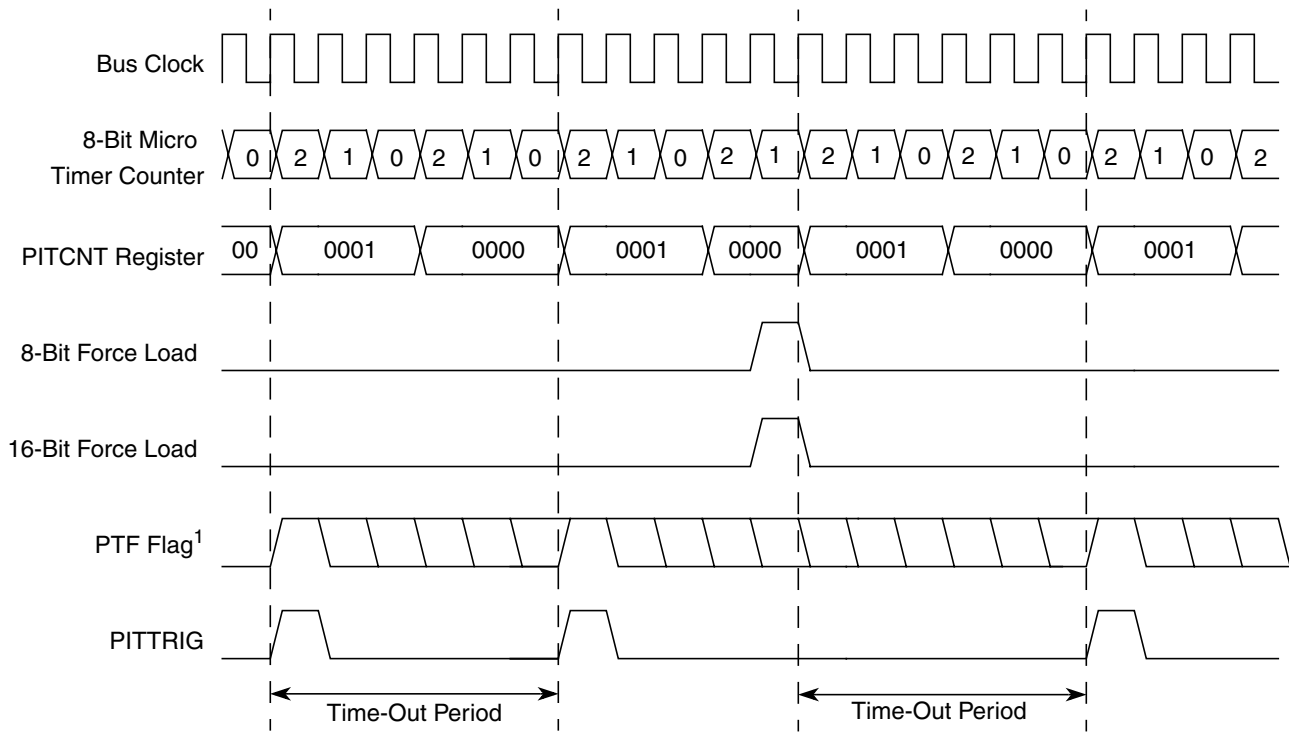 Bus Clock
8-Bit Micro
Timer Counter
0 2 1 0 2 1 0 2 1 0 2 1 2 1 0 2 1 0 2 1 0 2
PITCNT Register
00 0001 0000 0001 0000 0001 0000 0001
8-Bit Force Load
16-Bit Force Load
PTF Flag1
PITTRIG
Time-Out Period
Time-Out Period